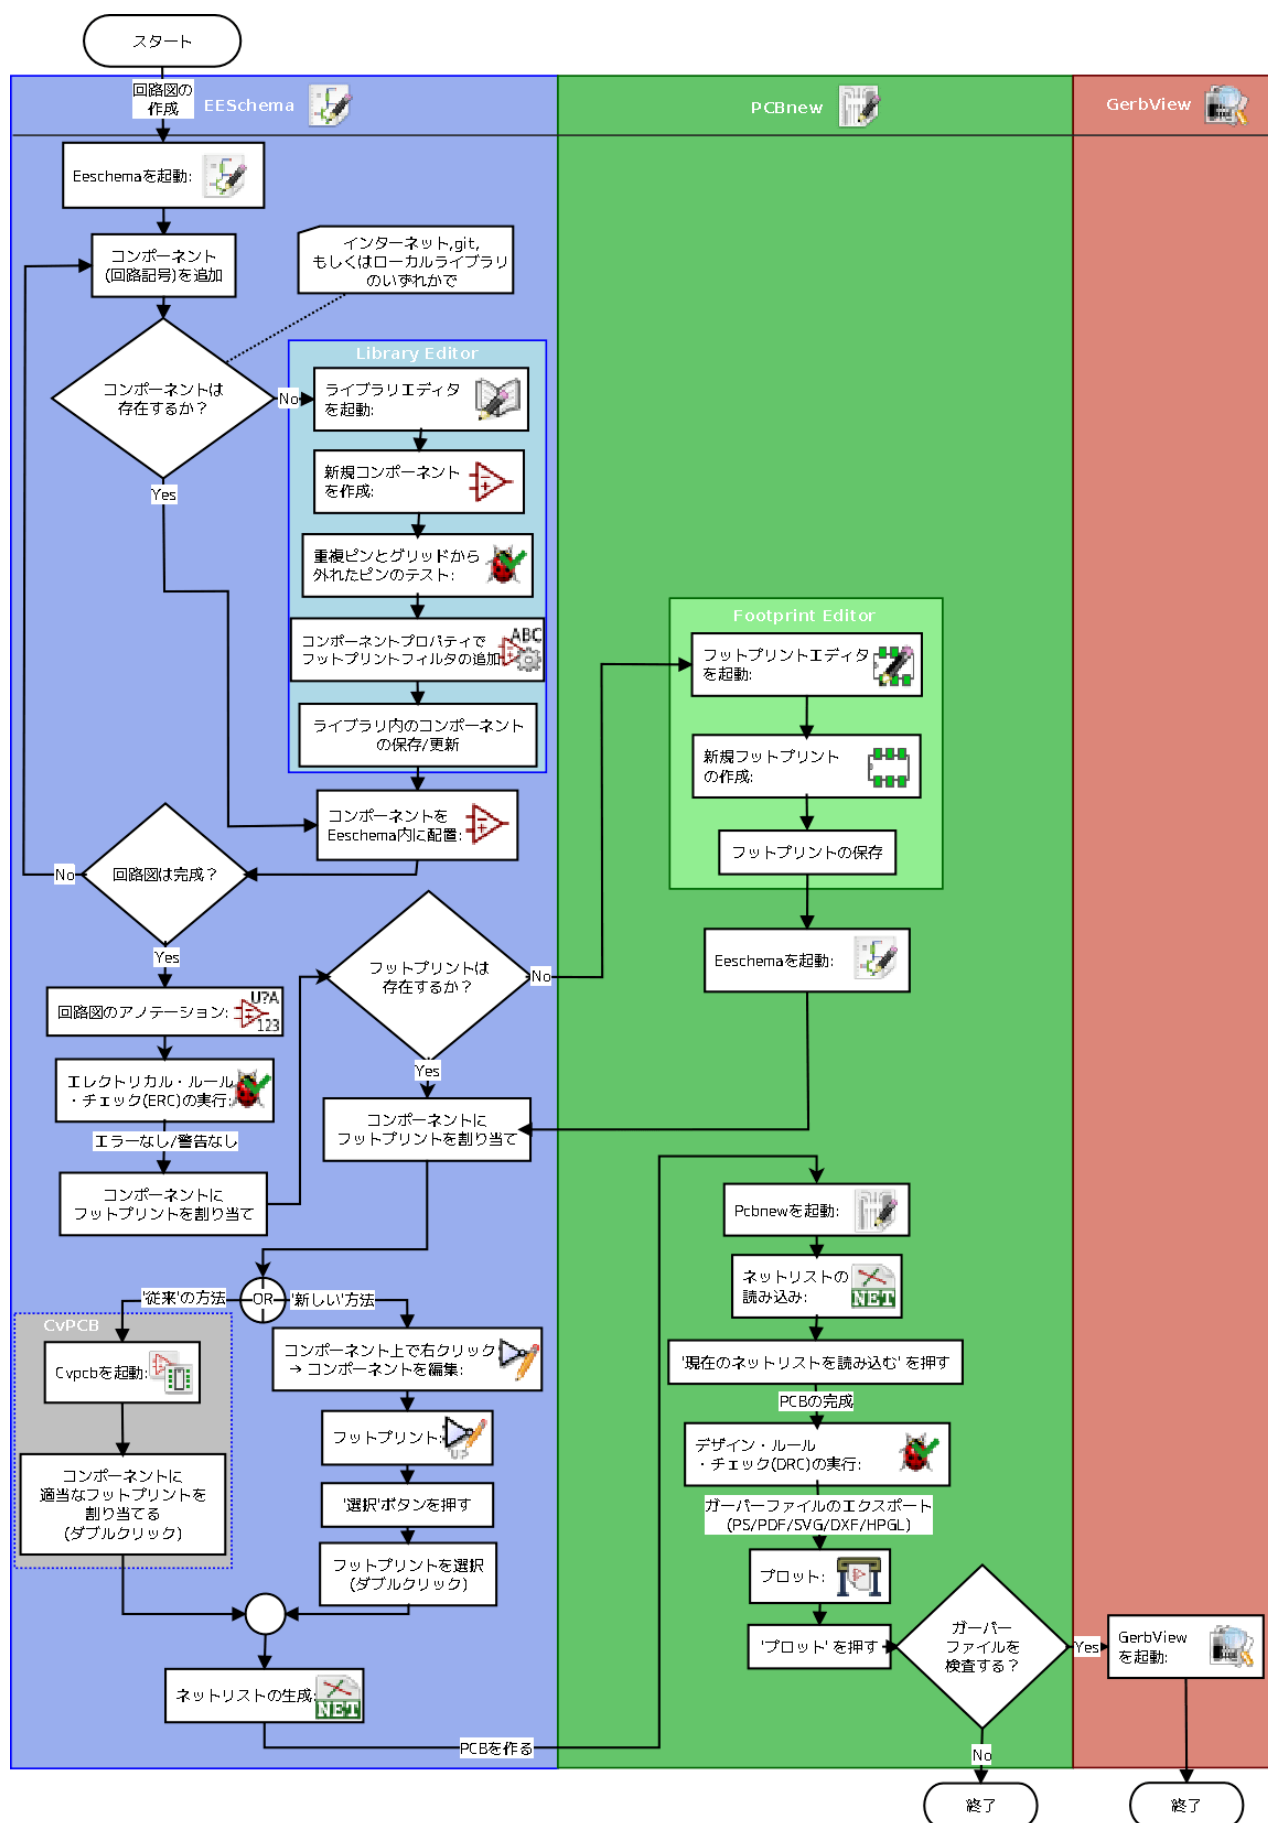 スタート
回路図の
作成
EESchema
PCBnew
GerbView
Eeschemaを起動:
コンポーネント
(回路記号)を追加
インターネット,git,
もしくはローカルライブラリ
のいずれかで
コンポーネントは
存在するか？
No
Yes
Library Editor
ライブラリエディタ
を起動:
新規コンポーネント
を作成:
重複ピンとグリッドから
外れたピンのテスト:
コンポーネントプロパティで
フットプリントフィルタの追加:
ABC
ライブラリ内のコンポーネント
の保存/更新
コンポーネントを
Eeschema内に配置:
回路図は完成？
No
Yes
回路図のアノテーション:
U?A
123
エレクトリカル・ルール
・チェック(ERC)の実行:
エラーなし/警告なし
コンポーネントに
フットプリントを割り当て
フットプリントは
存在するか？
No
Yes
コンポーネントに
フットプリントを割り当て
Footprint Editor
フットプリントエディタ
を起動:
新規フットプリント
の作成:
フットプリントの保存
Eeschemaを起動:
OR
'従来'の方法
'新しい'方法
CvPCB
Cvpcbを起動:
コンポーネントに
適当なフットプリントを
割り当てる
(ダブルクリック)
コンポーネント上で右クリック
→ コンポーネントを編集:
フットプリント:
U?
'選択'ボタンを押す
フットプリントを選択
(ダブルクリック)
ネットリストの生成:
NET
PCBを作る
Pcbnewを起動:
ネットリストの
読み込み:
NET
'現在のネットリストを読み込む' を押す
PCBの完成
デザイン・ルール
・チェック(DRC)の実行:
ガーバーファイルのエクスポート
(PS/PDF/SVG/DXF/HPGL)
プロット:
'プロット' を押す
ガーバー
ファイルを
検査する？
Yes
No
GerbView
を起動:
終了
終了